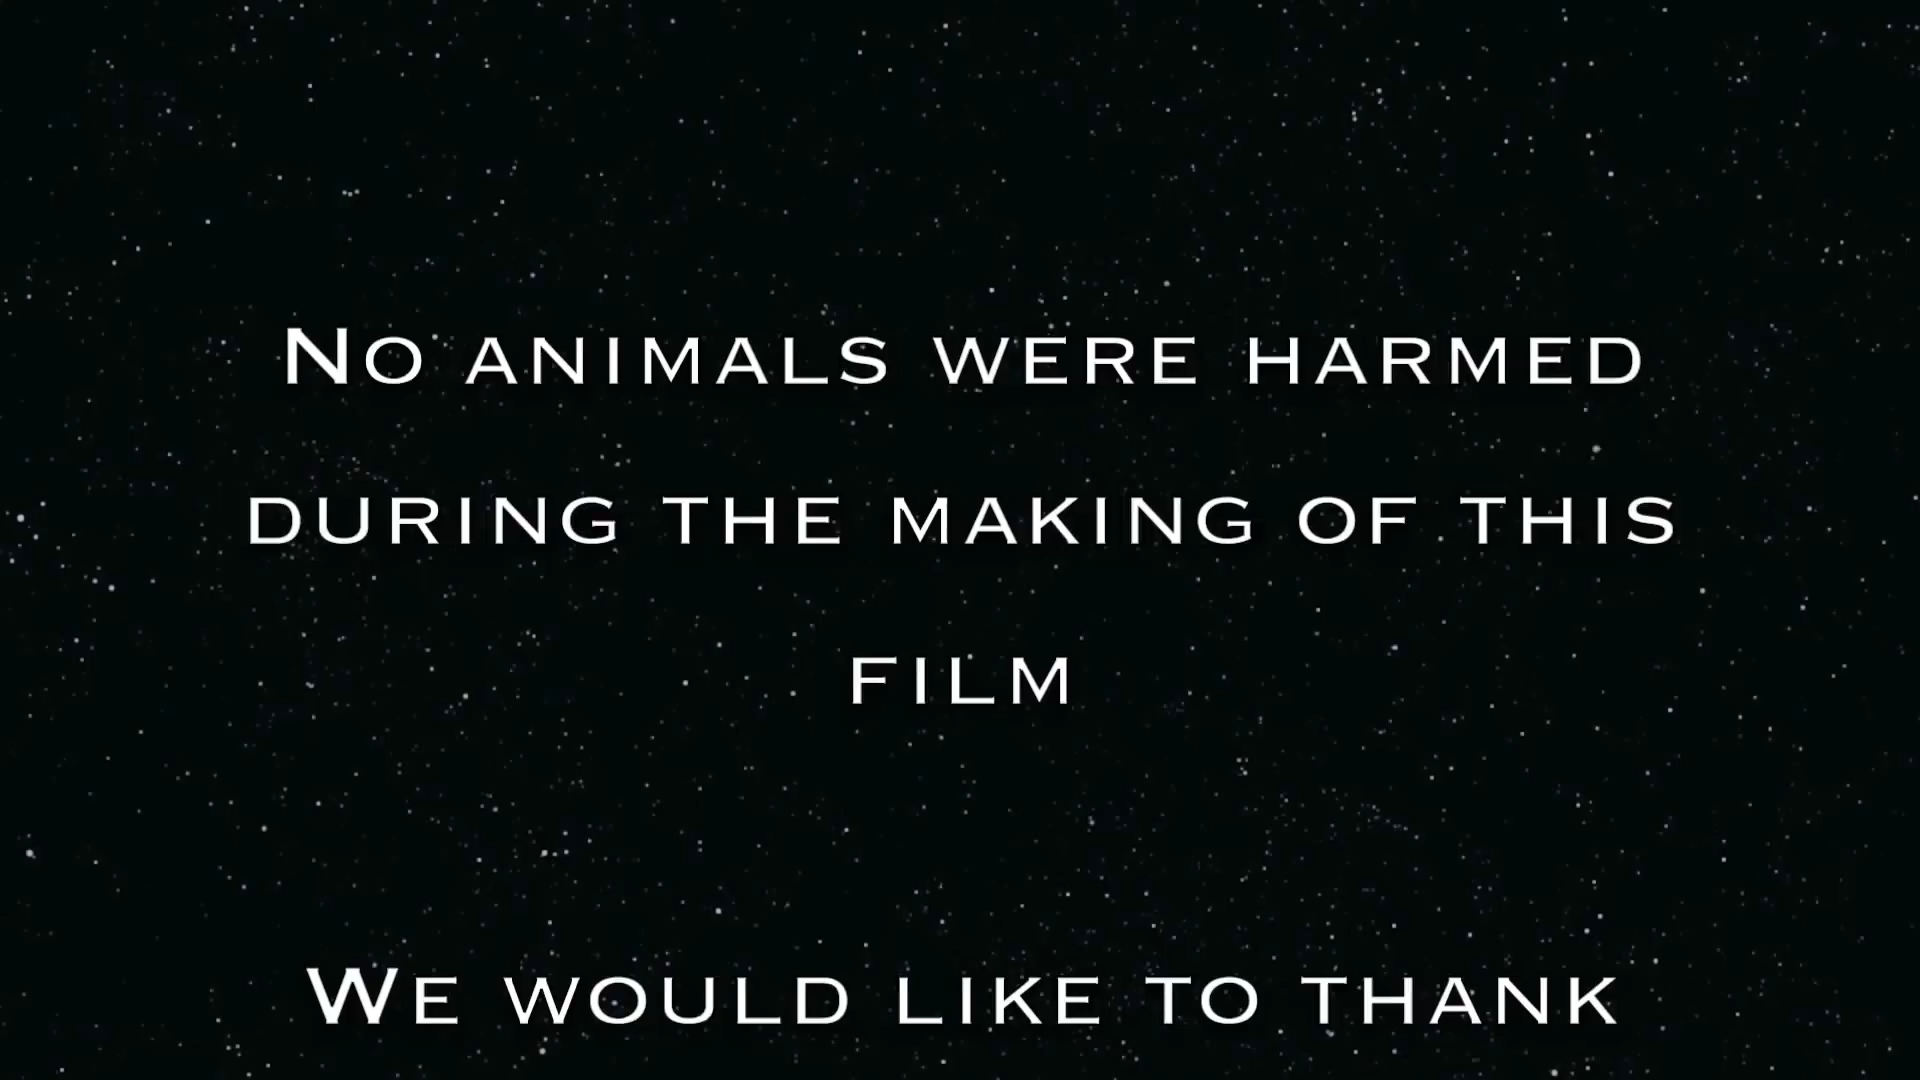 No animals were harmed
during the making of this
film
We would like to thank